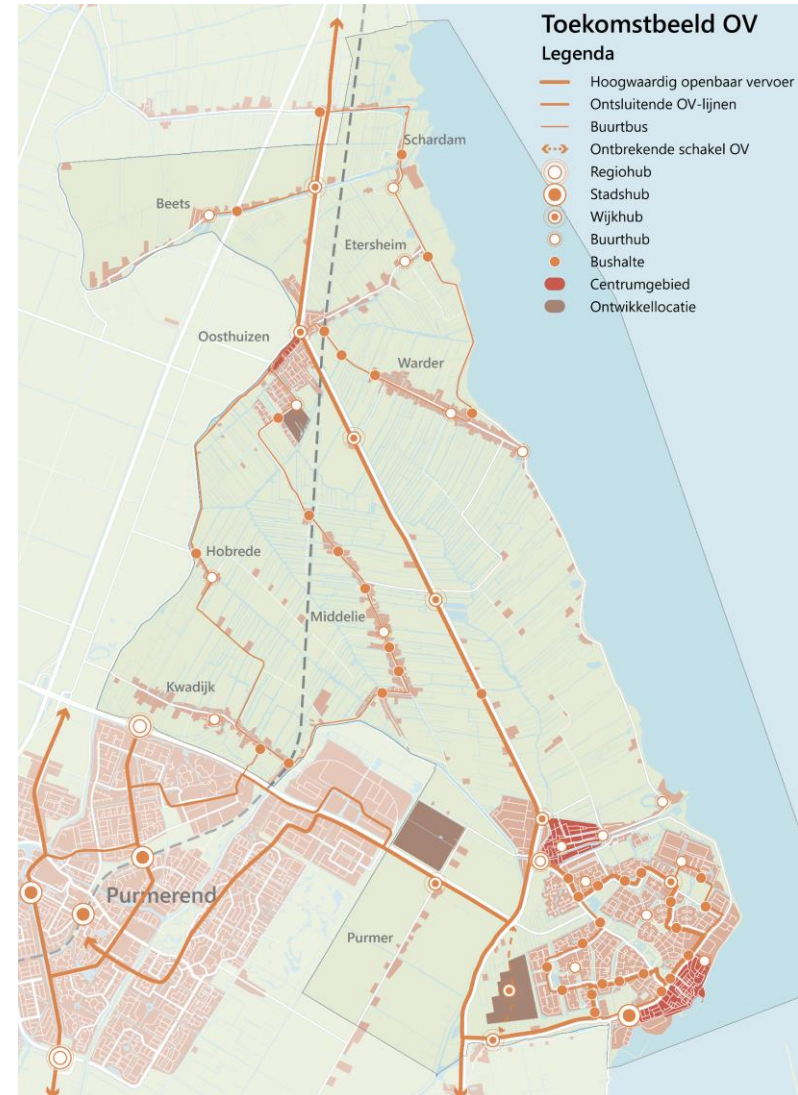 Toekomstbeeld OV
Legenda
Hoogwaardig openbaar vervoer
Ontsluitende OV-lijnen
Buurtbus
Ontbrekende schakel OV
Regiohub
Stadshub
Wijkhub
Buurthub
Bushalte
Centrumgebied
Ontwikkellocatie
Schardam
Beets
Etersheim
Oosthuizen
Warder
Hobrede
Middelie
Kwadijk
Purmerend
Purmer